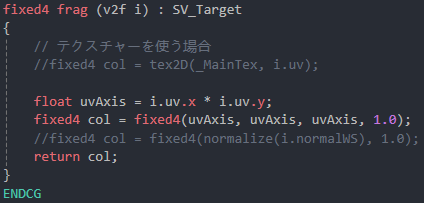 fixed4 frag (v2f i) : SV_Target
{
// テクスチャーを使う場合
//fixed4 col = tex2D(_MainTex, i.uv);
float uvAxis = i.uv.x * i.uv.y;
fixed4 col = fixed4(uvAxis, uvAxis, uvAxis, 1.0);
//fixed4 col = fixed4(normalize(i.normalWS), 1.0);
return col;
}
ENDCG